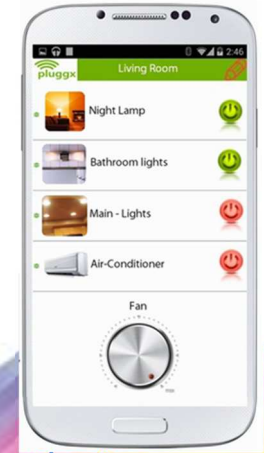 2:46
pluggx
Living Room
Night Lamp
Bathroom lights
Main - Lights
Air-Conditioner
Fan